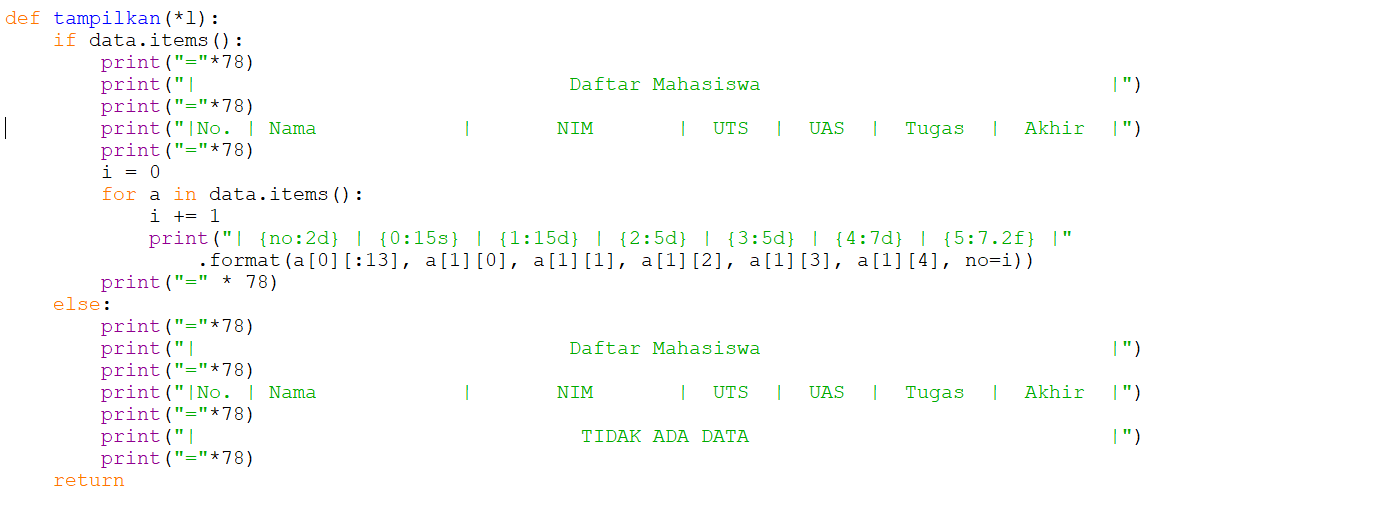 def tampilkan(*l):
    if data.items():
        print("="*78)
        print("|                               Daftar Mahasiswa                             |")
        print("="*78)
        print("|No. | Nama            |       NIM       |  UTS  |  UAS  |  Tugas  |  Akhir  |")
        print("="*78)
        i = 0
        for a in data.items():
            i += 1
            print("| {no:2d} | {0:15s} | {1:15d} | {2:5d} | {3:5d} | {4:7d} | {5:7.2f} |"
                .format(a[0][:13], a[1][0], a[1][1], a[1][2], a[1][3], a[1][4], no=i))
        print("=" * 78)
    else:
        print("="*78)
        print("|                               Daftar Mahasiswa                             |")
        print("="*78)
        print("|No. | Nama            |       NIM       |  UTS  |  UAS  |  Tugas  |  Akhir  |")
        print("="*78)
        print("|                                TIDAK ADA DATA                              |")
        print("="*78)
    return